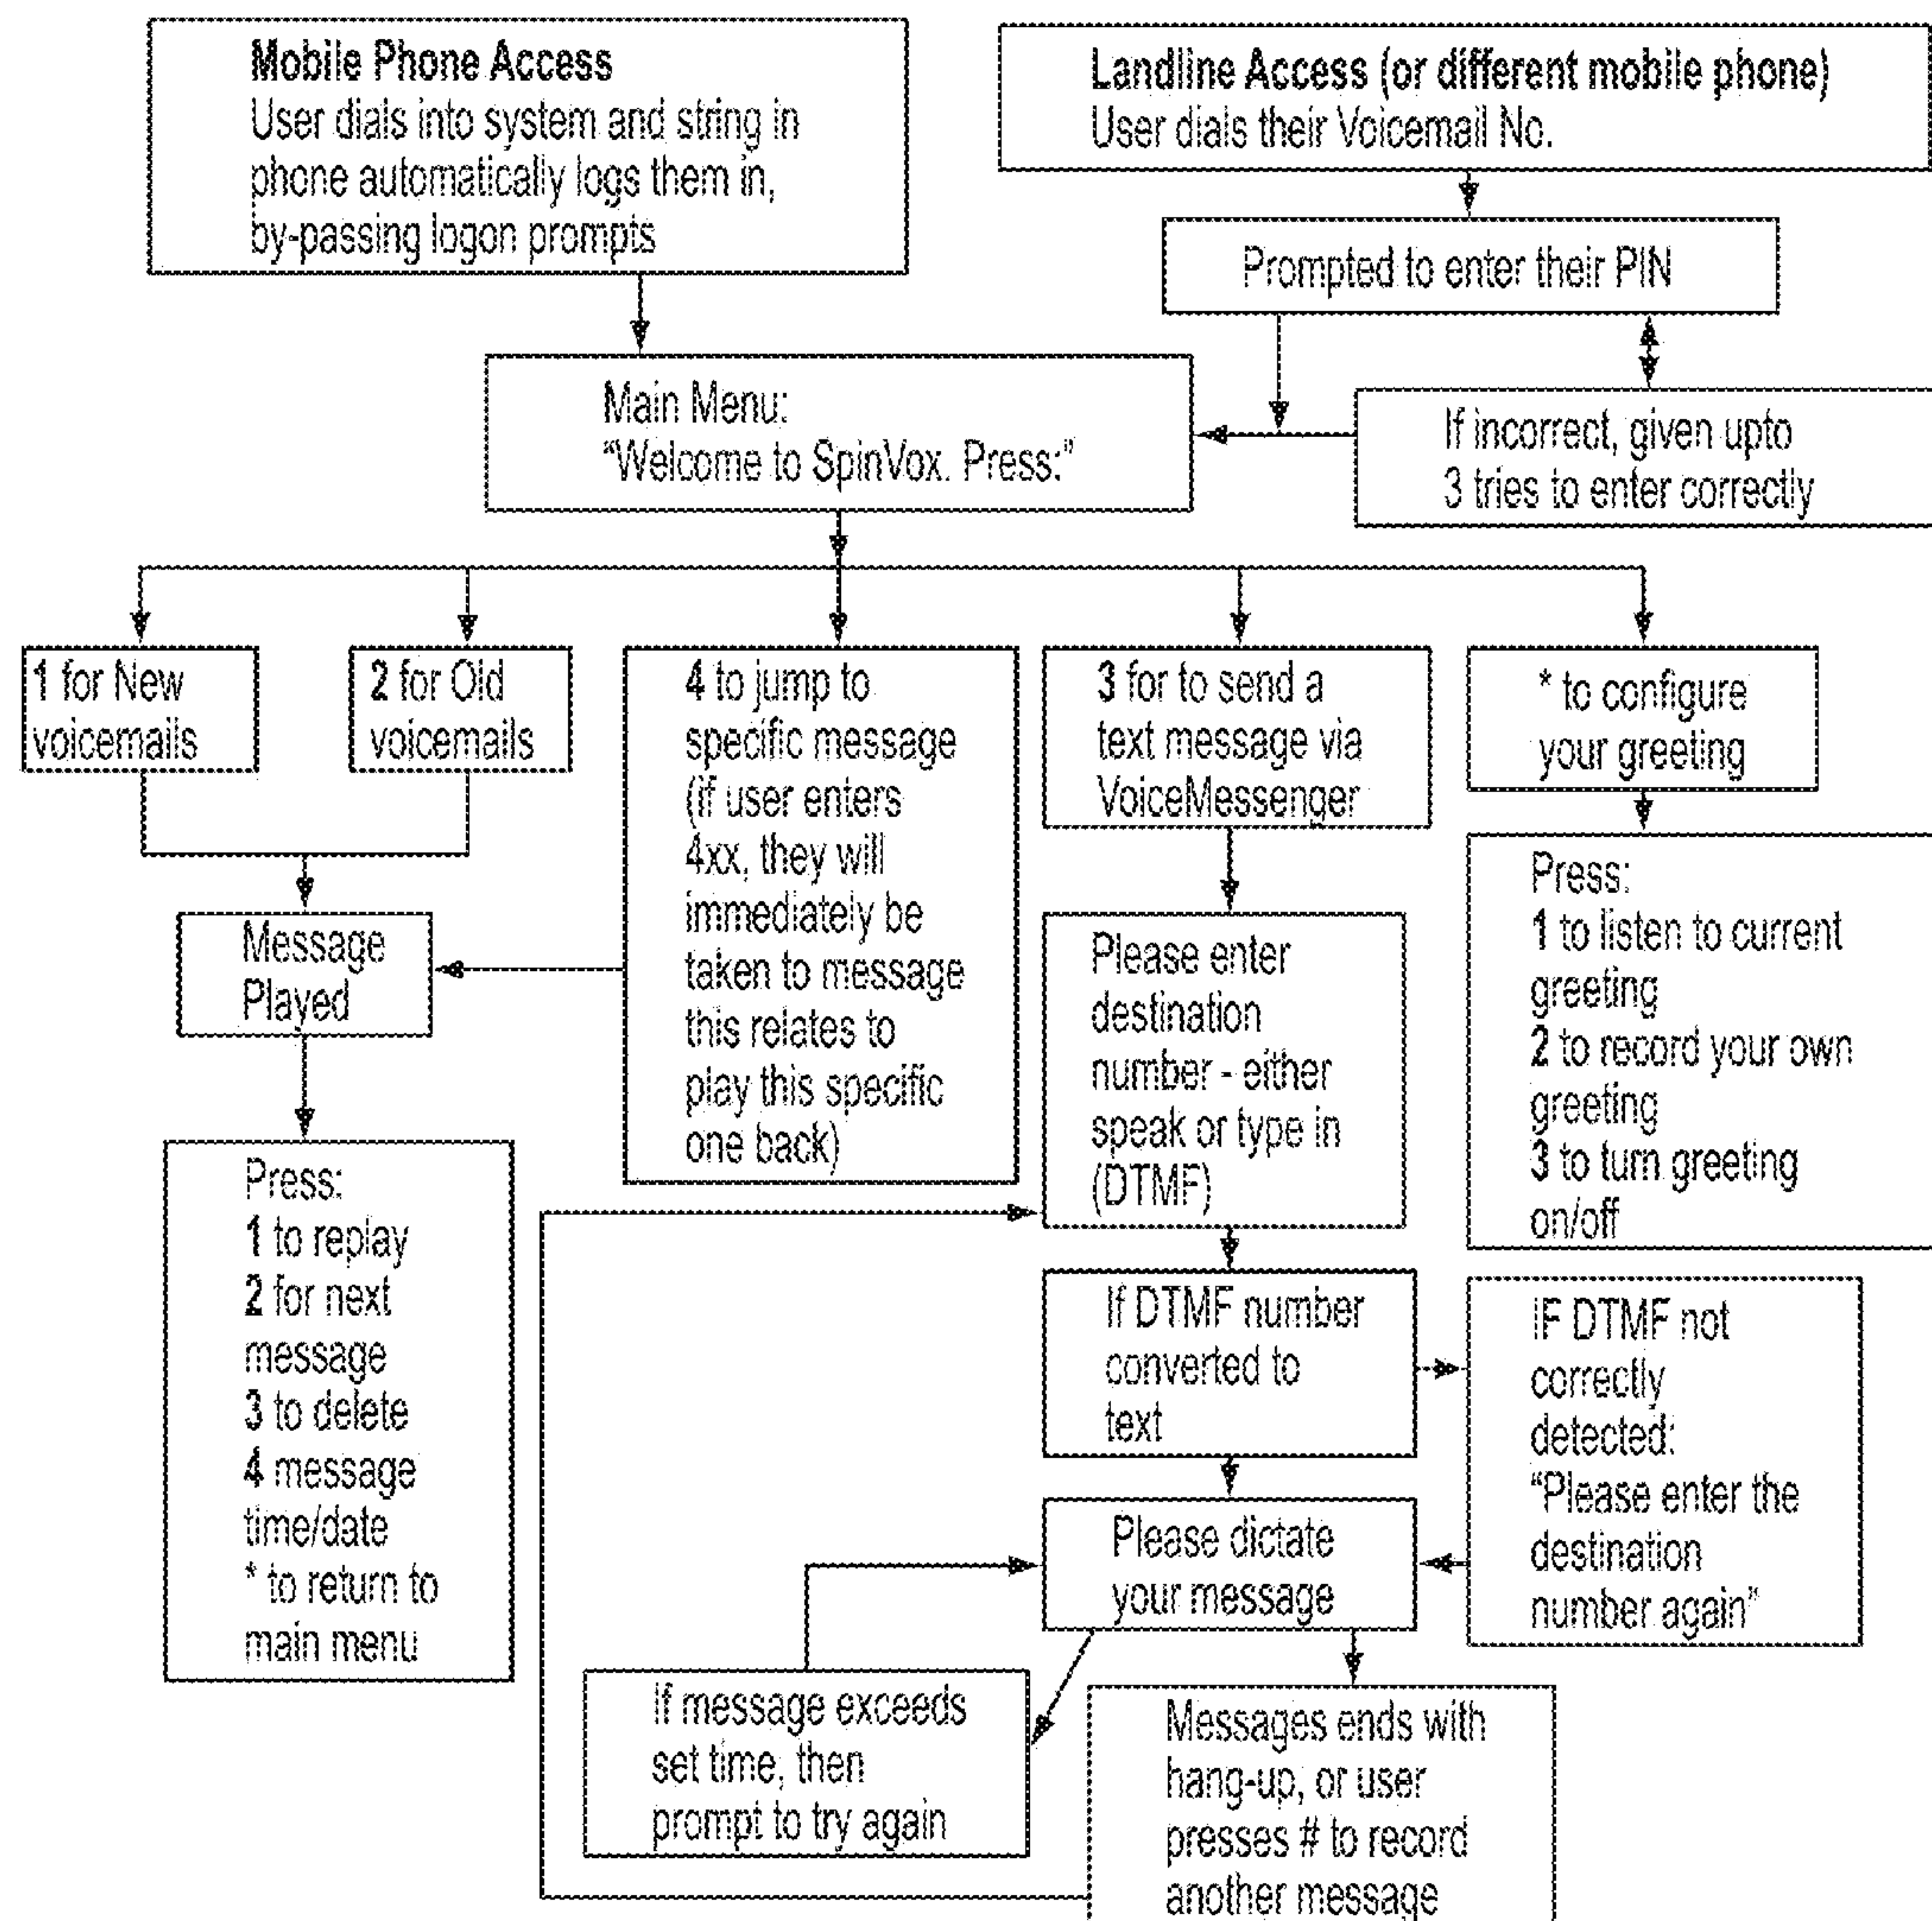 Mobile Phone Access
User dials into system and string in
phone automatically logs them in,
by-passing logon prompts
Landline Access (or different mobile phone)
User dials their Voicemail No.
Prompted to enter their PIN
Main Menu:
“Welcome to SpinVox. Press:”
If incorrect, given upto
3 tries to enter correctly
1 for New
voicemails
2 for Old
voicemails
4 to jump to
specific message
(if user enters
4xx, they will
immediately be
taken to message
this relates to
play this specific
one back)
3 for to send a
text message via
VoiceMessenger
* to configure
your greeting
Message
Played
Please enter
destination
number - either
speak or type in
(DTMF)
Press:
1 to listen to current
greeting
2 to record your own
greeting
3 to turn greeting
on/off
Press:
1 to replay
2 for next
message
3 to delete
4 message
time/date
* to return to
main menu
If DTMF number
converted to
text
IF DTMF not
correctly
detected:
“Please enter the
destination
number again”
Please dictate
your message
If message exceeds
set time, then
prompt to try again
Messages ends with
hang-up, or user
presses # to record
another message